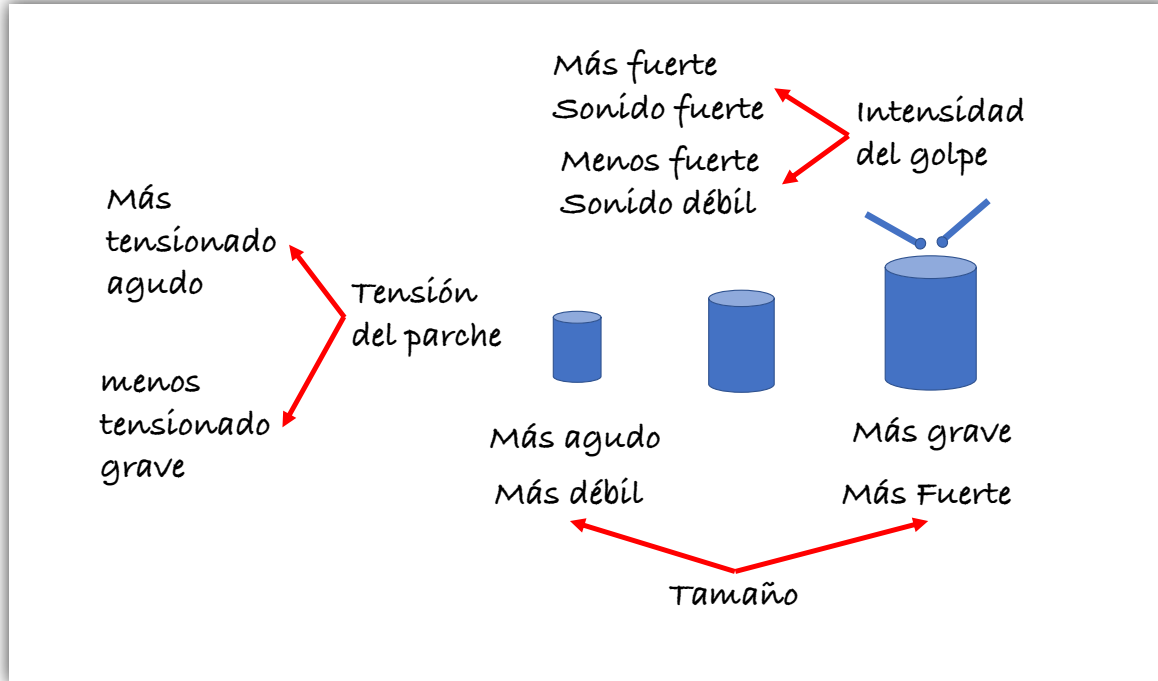 Más fuerte
Sonido fuerte
Menos fuerte
Sonido débil
Intensidad
del golpe
Más
tensionado
agudo
Tensión
del parche
menos
tensionado
grave
Más agudo
Más débil
Más grave
Más Fuerte
Tamaño